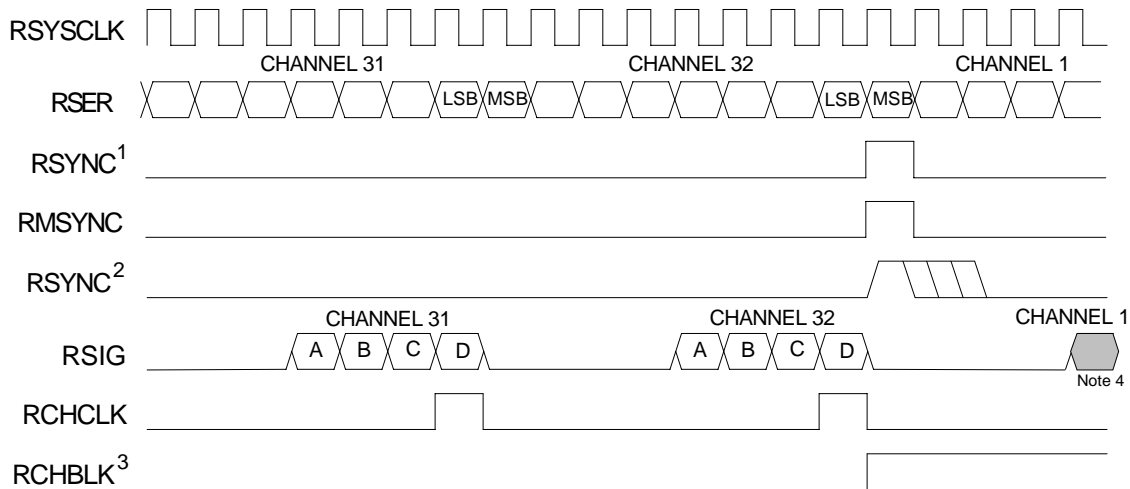 RSYSCLK
CHANNEL 31 CHANNEL 32 CHANNEL 1
RSER LSB MSB LSB MSB
RSYNC¹
RMSYNC
RSYNC²
CHANNEL 31 CHANNEL 32 CHANNEL 1
RSIG A B C D A B C D
Note 4
RCHCLK
RCHBLK³